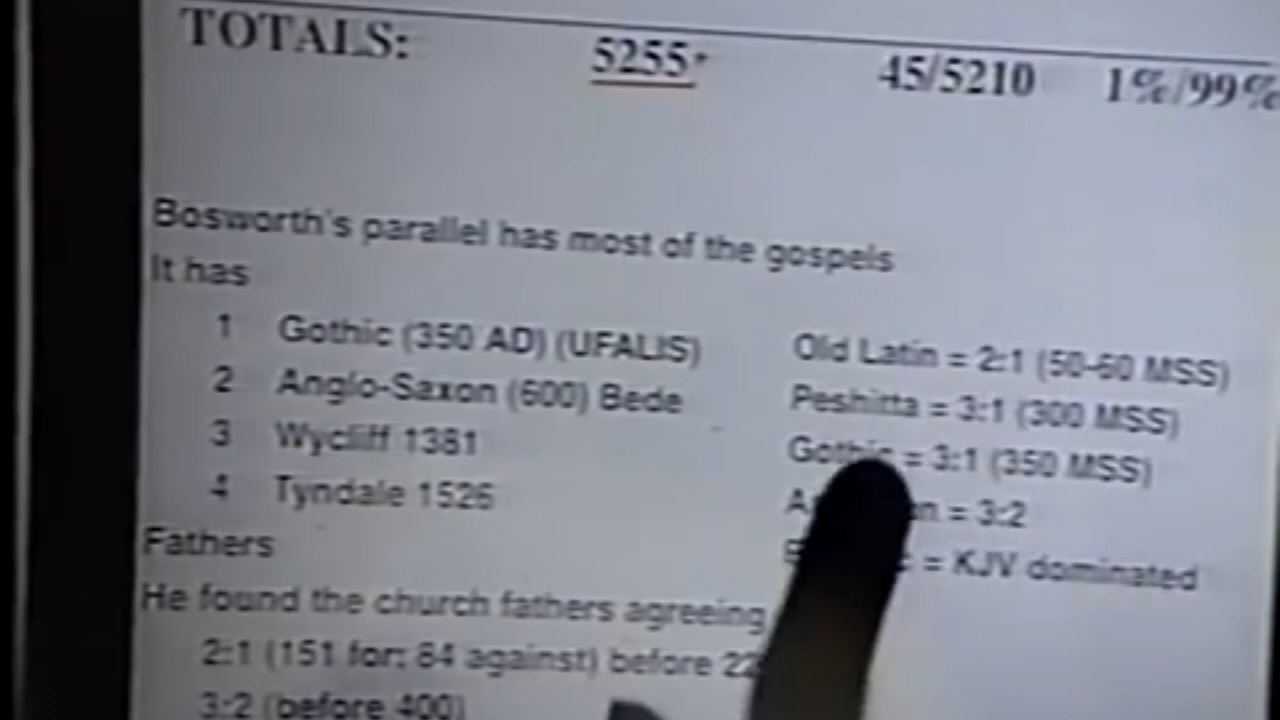 TOTALS: 5255+ 45/5210 1%/99%
Bosworth's parallel has most of the gospels
It has
1 Gothic (350 AD) (UFALIS)
2 Anglo-Saxon (600) Bede
3 Wycliff 1381
4 Tyndale 1526
Old Latin = 2:1 (50-60 MSS)
Peshitta = 3:1 (300 MSS)
Gothic = 3:1 (350 MSS)
= 3:2
= KJV dominated
Fathers
He found the church fathers agreeing
2:1 (151 for: 84 against) before
3:2 (before 400)